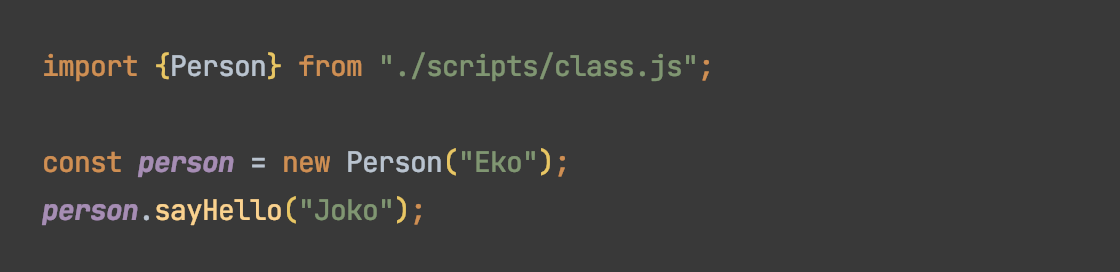 import {Person} from "./scripts/class.js";
const person = new Person("Eko");
person.sayHello("Joko");